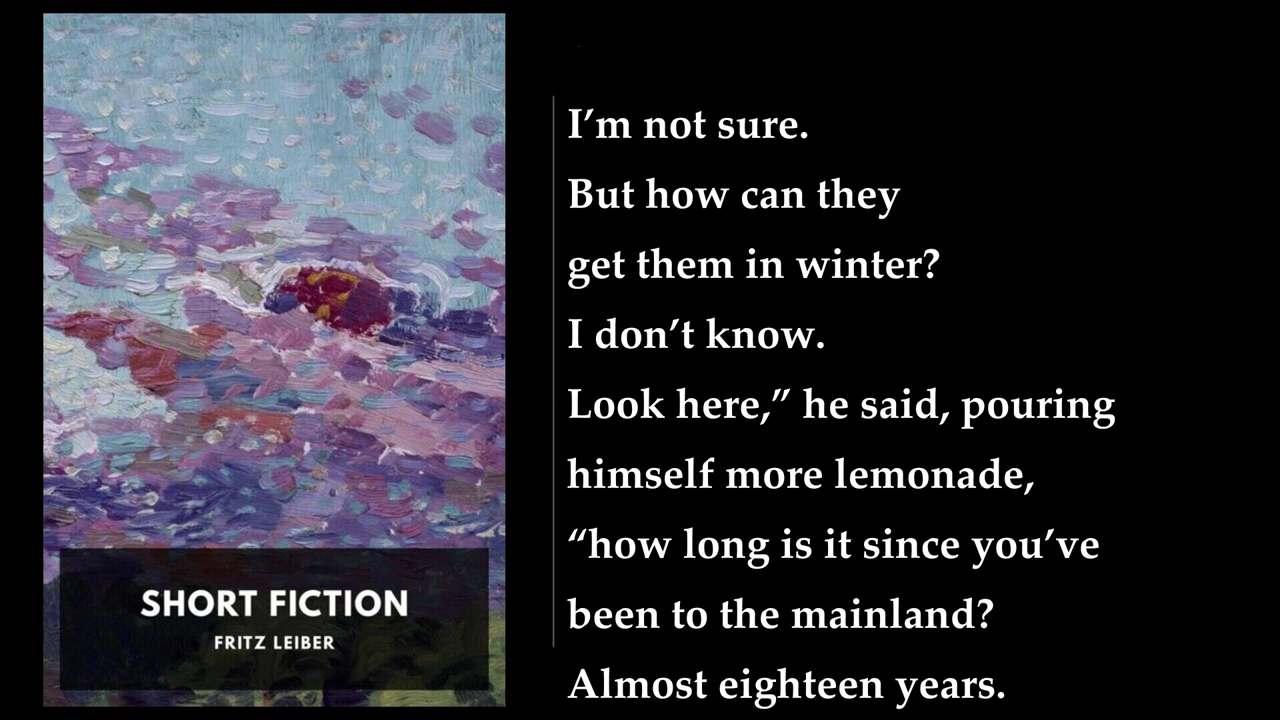 SHORT FICTION
FRITZ LEIBER
I’m not sure.
But how can they
get them in winter?
I don’t know.
Look here,” he said, pouring
himself more lemonade,
“how long is it since you’ve
been to the mainland?
Almost eighteen years.